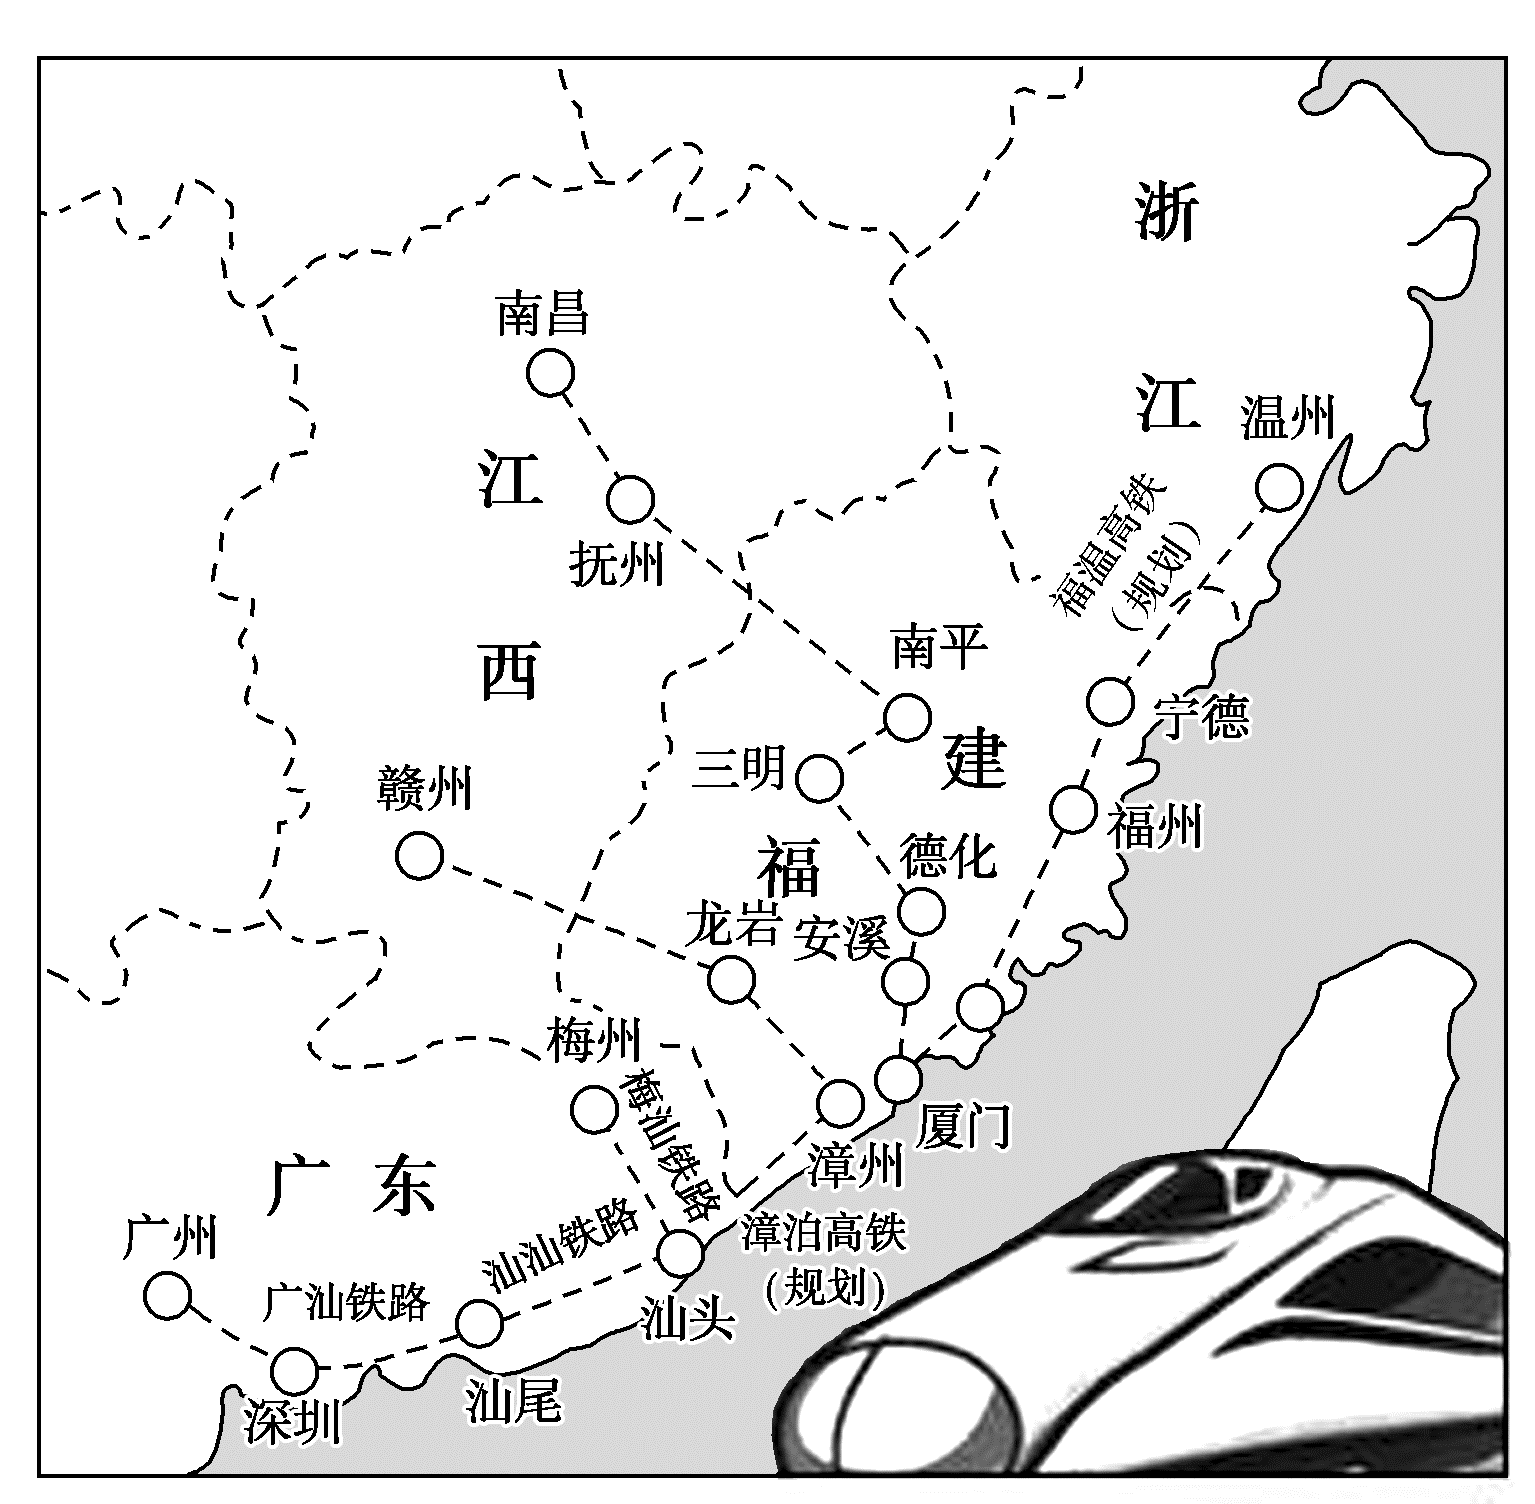 浙
江
南昌
温州
江
福温高铁
（规划）
抚州
南平
西
宁德
建
三明
赣州
福州
德化
福
龙岩
安溪
梅州
梅汕铁路
厦门
漳州
广东
汕汕铁路
广州
漳泊高铁
（规划）
广汕铁路
汕头
汕尾
深圳